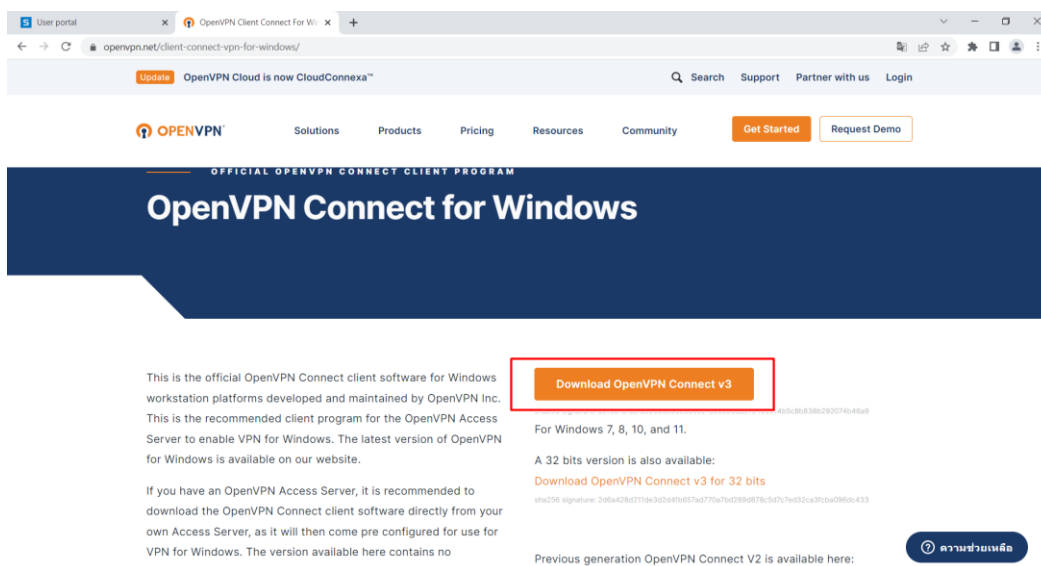 User portal
OpenVPN Client Connect For Wi
openvpn.net/client-connect-vpn-for-windows/
Update OpenVPN Cloud is now CloudConnexa™
Search Support Partner with us Login
OPENVPN
Solutions Products Pricing Resources Community
Get Started Request Demo
OFFICIAL OPENVPN CONNECT CLIENT PROGRAM
OpenVPN Connect for Windows
This is the official OpenVPN Connect client software for Windows
workstation platforms developed and maintained by OpenVPN Inc.
This is the recommended client program for the OpenVPN Access
Server to enable VPN for Windows. The latest version of OpenVPN
for Windows is available on our website.
If you have an OpenVPN Access Server, it is recommended to
download the OpenVPN Connect client software directly from your
own Access Server, as it will then come pre configured for use for
VPN for Windows. The version available here contains no
Download OpenVPN Connect v3
For Windows 7, 8, 10, and 11.
A 32 bits version is also available:
Download OpenVPN Connect v3 for 32 bits
sha256 signature:
Previous generation OpenVPN Connect V2 is available here:
ความช่วยเหลือ